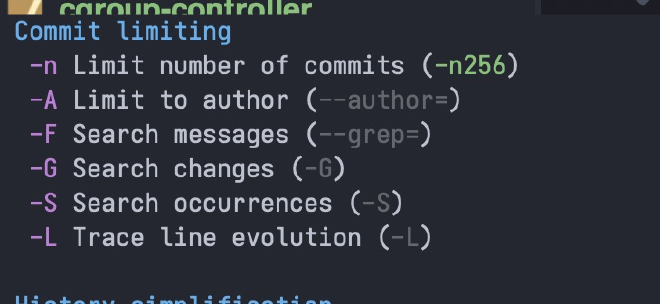 cgroup-controller
Commit limiting
-n Limit number of commits (-n256)
-A Limit to author (--author=)
-F Search messages (--grep=)
-G Search changes (-G)
-S Search occurrences (-S)
-L Trace line evolution (-L)
History simplification